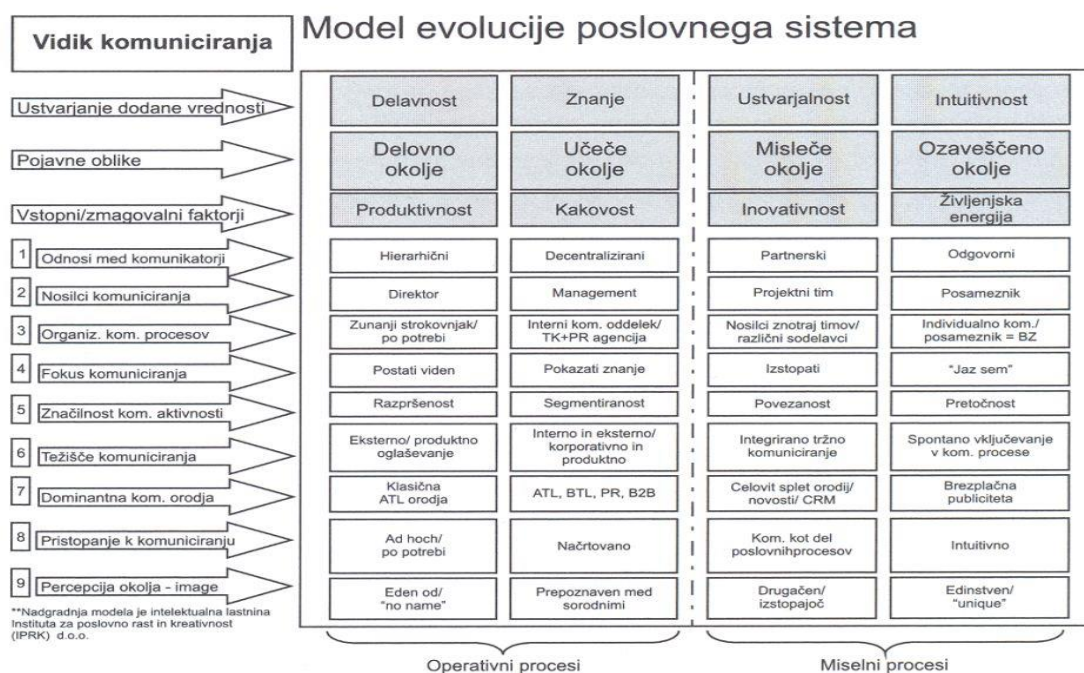 Vidik komuniciranja
Model evolucije poslovnega sistema
Ustvarjanje dodane vrednosti
Delavnost
Znanje
Ustvarjalnost
Intuitivnost
Pojavne oblike
Delovno
okolje
Učeče
okolje
Misleče
okolje
Ozaveščeno
okolje
Vstopni/zmagovalni faktorji
Produktivnost
Kakovost
Inovativnost
Življenjska
energija
1 Odnosi med komunikatorji
Hierarhični
Decentralizirani
Partnerski
Odgovorni
2 Nosilci komuniciranja
Direktor
Management
Projektni tim
Posameznik
3 Organiz. kom. procesov
Zunanji strokovnjak/
po potrebi
Interni kom. oddelek/
TK+PR agencija
Nosilci znotraj timov/
različni sodelavci
Individualno kom./
posameznik = BZ
4 Fokus komuniciranja
Postati viden
Pokazati znanje
Izstopati
“Jaz sem”
5 Značilnost kom. aktivnosti
Razpršenost
Segmentiranost
Povezanost
Pretočnost
6 Težišče komuniciranja
Eksterno/ produktno
oglaševanje
Interno in eksterno/
korporativno in
produktno
Integrirano tržno
komuniciranje
Spontano vključevanje
v kom. procese
7 Dominantna kom. orodja
Klasična
ATL orodja
ATL, BTL, PR, B2B
Celovit splet orodij/
novosti/ CRM
Brezplačna
publiciteta
8 Pristopanje k komuniciranju
Ad hoch/
po potrebi
Načrtovano
Kom. kot del
poslovnihprocesov
Intuitivno
9 Percepcija okolja - image
Eden od/
“no name”
Prepoznaven med
sorodnimi
Drugačen/
izstopajoč
Edinstven/
“unique”
**Nadgradnja modela je intelektualna lastnina
Instituta za poslovno rast in kreativnost
(IPRK) d.o.o.
Operativni procesi
Miselni procesi